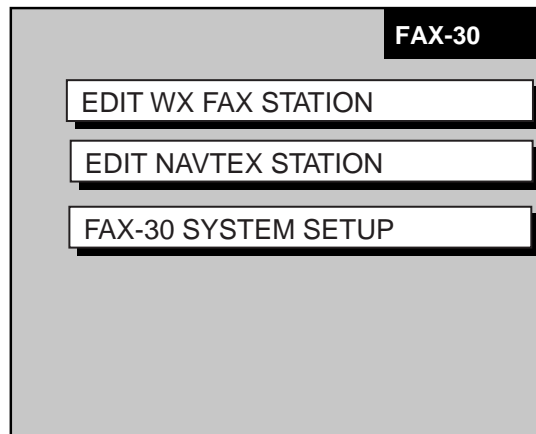 FAX-30
EDIT WX FAX STATION
EDIT NAVTEX STATION
FAX-30 SYSTEM SETUP